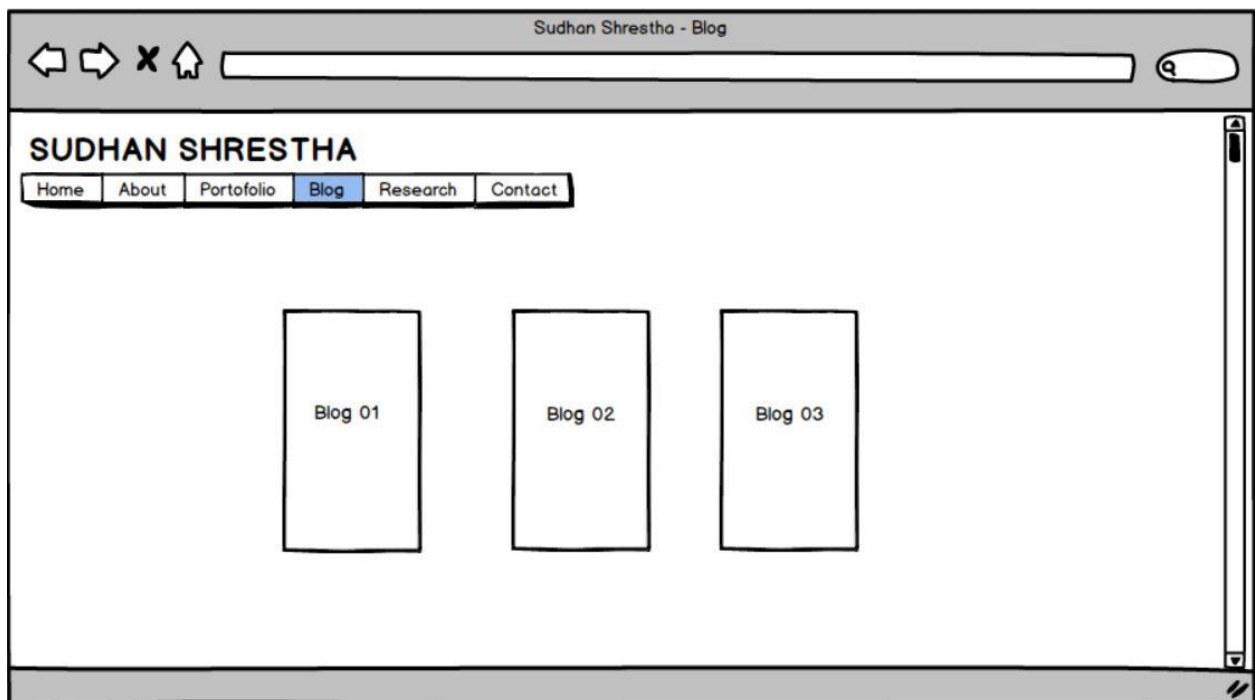 Sudhan Shrestha - Blog
SUDHAN SHRESTHA
Home About Portofolio Blog Research Contact
Blog 01 Blog 02 Blog 03